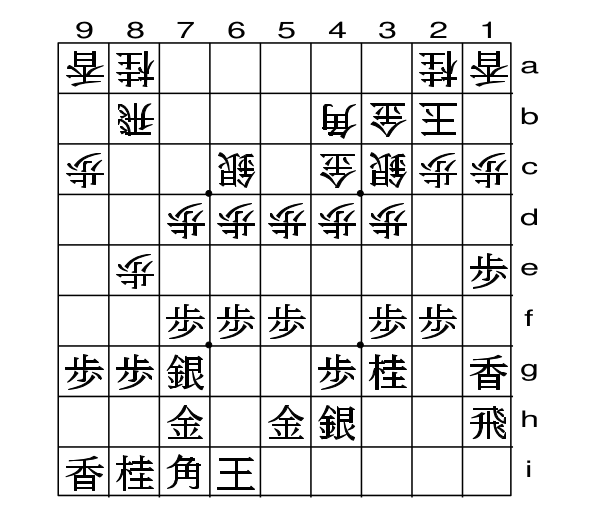 9 8 7 6 5 4 3 2 1
香 桂 桂 香 a
飛 角 金 王 b
歩 銀 金 銀 歩 歩 c
歩 歩 歩 歩 歩 d
歩 歩 e
歩 歩 歩 歩 歩 f
歩 歩 銀 歩 桂 香 g
金 金 銀 飛 h
香 桂 角 王 i